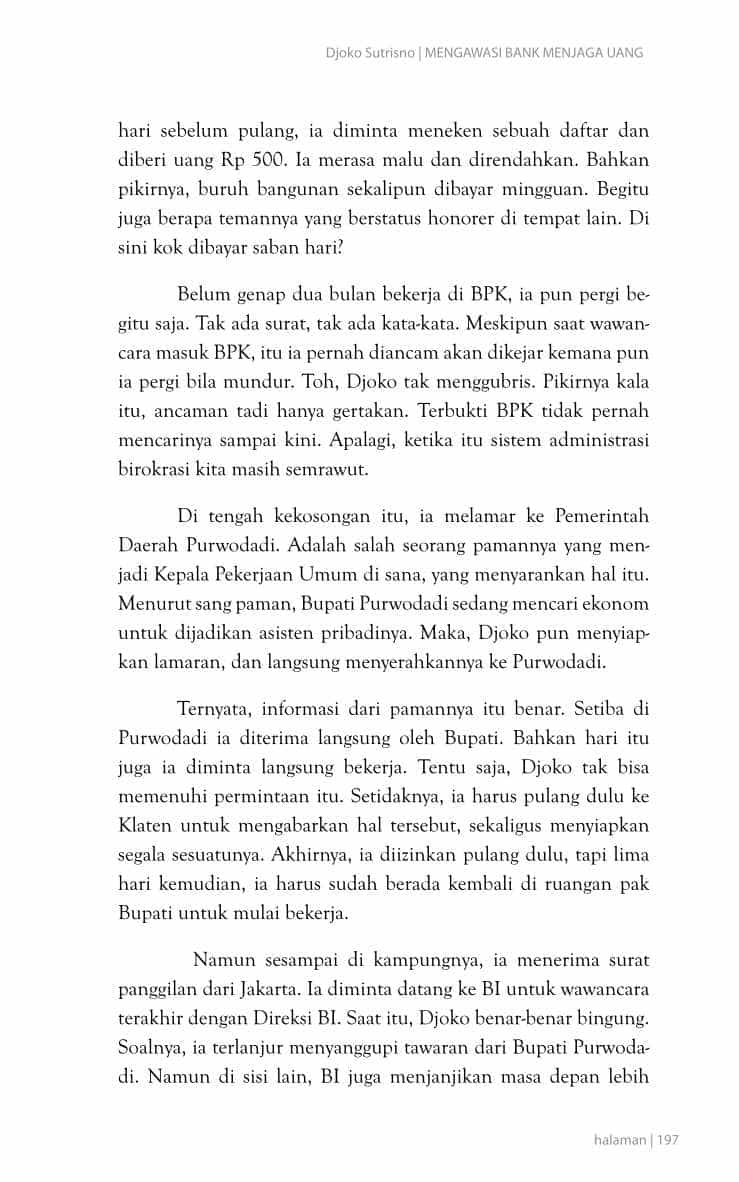 Djoko Sutrisno | MENGAWASI BANK MENJAGA UANG
hari sebelum pulang, ia diminta meneken sebuah daftar dan
diberi uang Rp 500. Ia merasa malu dan direndahkan. Bahkan
pikirnya, buruh bangunan sekalipun dibayar mingguan. Begitu
juga berapa temannya yang berstatus honorer di tempat lain. Di
sini kok dibayar saban hari?
Belum genap dua bulan bekerja di BPK, ia pun pergi be-
gitu saja. Tak ada surat, tak ada kata-kata. Meskipun saat wawan-
cara masuk BPK, itu ia pernah diancam akan dikejar kemana pun
ia pergi bila mundur. Toh, Djoko tak menggubris. Pikirnya kala
itu, ancaman tadi hanya gertakan. Terbukti BPK tidak pernah
mencarinya sampai kini. Apalagi, ketika itu sistem administrasi
birokrasi kita masih semrawut.
Di tengah kekosongan itu, ia melamar ke Pemerintah
Daerah Purwodadi. Adalah salah seorang pamannya yang men-
jadi Kepala Pekerjaan Umum di sana, yang menyarankan hal itu.
Menurut sang paman, Bupati Purwodadi sedang mencari ekonom
untuk dijadikan asisten pribadinya. Maka, Djoko pun menyiap-
kan lamaran, dan langsung menyerahkannya ke Purwodadi.
Ternyata, informasi dari pamannya itu benar. Setiba di
Purwodadi ia diterima langsung oleh Bupati. Bahkan hari itu
juga ia diminta langsung bekerja. Tentu saja, Djoko tak bisa
memenuhi permintaan itu. Setidaknya, ia harus pulang dulu ke
Klaten untuk mengabarkan hal tersebut, sekaligus menyiapkan
segala sesuatunya. Akhirnya, ia diizinkan pulang dulu, tapi lima
hari kemudian, ia harus sudah berada kembali di ruangan pak
Bupati untuk mulai bekerja.
Namun sesampai di kampungnya, ia menerima surat
panggilan dari Jakarta. Ia diminta datang ke BI untuk wawancara
terakhir dengan Direksi BI. Saat itu, Djoko benar-benar bingung.
Soalnya, ia terlanjur menyanggupi tawaran dari Bupati Purwoda-
di. Namun di sisi lain, BI juga menjanjikan masa depan lebih
halaman | 197